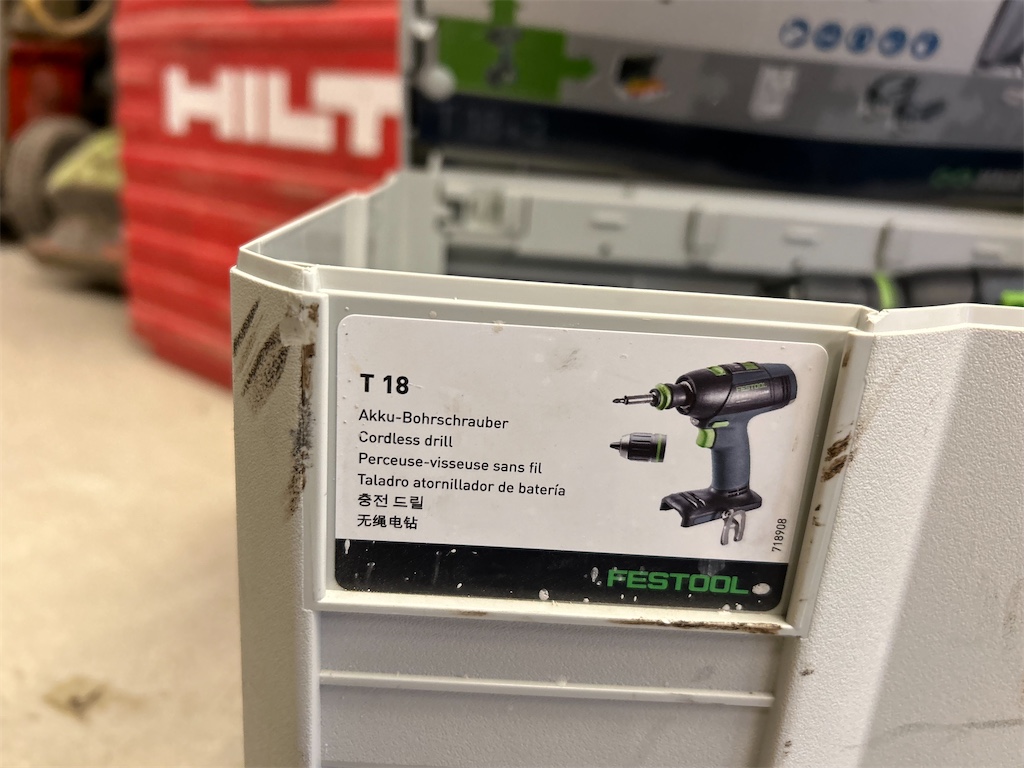 HILT
T 18
Akku-Bohrschrauber
Cordless drill
Perceuse-visseuse sans fil
Taladro atornillador de batería
충전 드릴
无绳电钻
FESTOOL
718908
FESTOOL